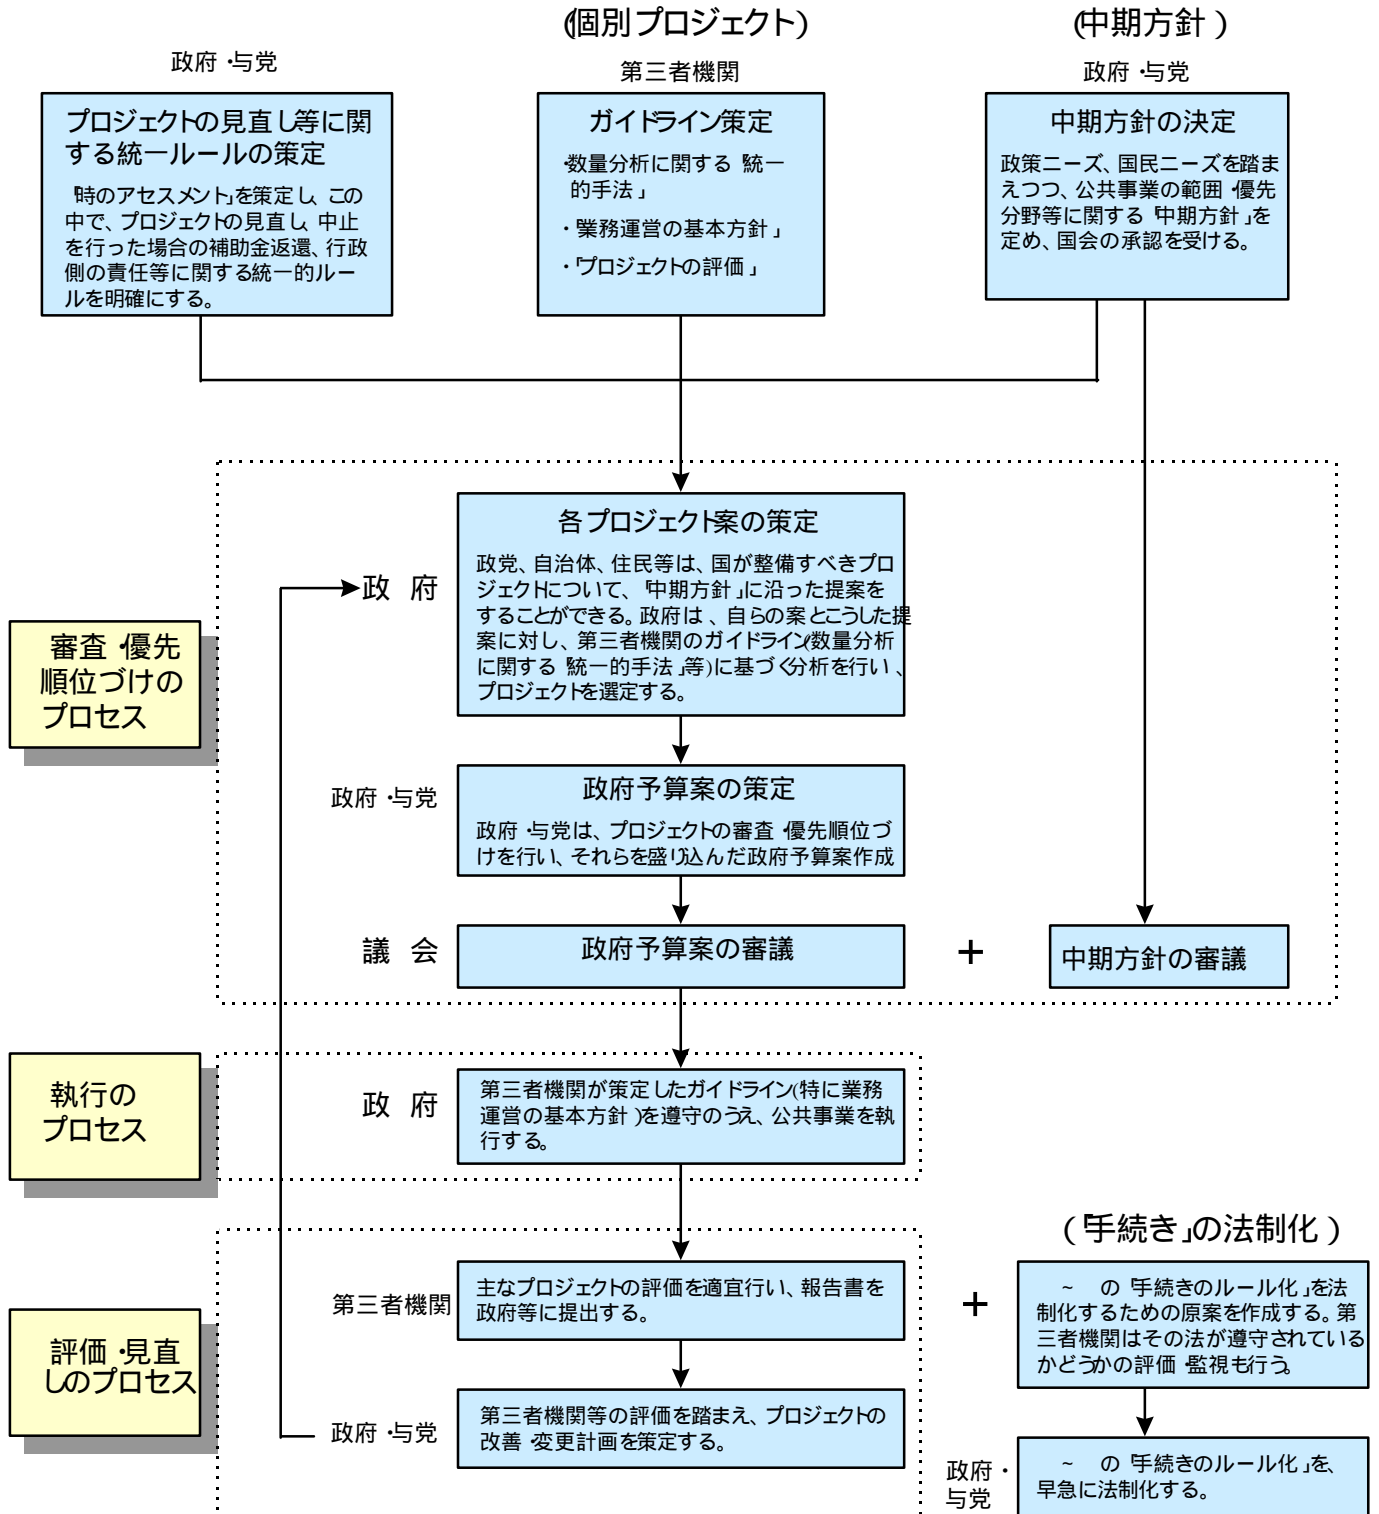 (個別プロジェクト)
(中期方針)
政府・与党
第三者機関
政府・与党
プロジェクトの見直し等に関
する統一ルールの策定
「時のアセスメント」を策定し、この
中で、プロジェクトの見直し、中止
を行った場合の補助金返還、行政
側の責任等に関する統一的ルー
ルを明確にする。
ガイドライン策定
・数量分析に関する「統一
的手法」
・「業務運営の基本方針」
・「プロジェクトの評価」
中期方針の決定
政策ニーズ、国民ニーズを踏ま
えつつ、公共事業の範囲・優先
分野等に関する「中期方針」を
定め、国会の承認を受ける。
審査・優先
順位づけの
プロセス
政 府
各プロジェクト案の策定
政党、自治体、住民等は、国が整備すべきプロ
ジェクトについて、「中期方針」に沿った提案を
することができる。政府は、自らの案とこうした提
案に対し、第三者機関のガイドライン(数量分析
に関する「統一的手法」等)に基づく分析を行い、
プロジェクトを選定する。
政府・与党
政府予算案の策定
政府・与党は、プロジェクトの審査・優先順位づ
けを行い、それらを盛り込んだ政府予算案作成
議 会
政府予算案の審議
+
中期方針の審議
執行の
プロセス
政 府
第三者機関が策定したガイドライン(特に業務
運営の基本方針)を遵守のうえ、公共事業を執
行する。
評価・見直
しのプロセス
第三者機関
主なプロジェクトの評価を適宜行い、報告書を
政府等に提出する。
政府・与党
第三者機関等の評価を踏まえ、プロジェクトの
改善・変更計画を策定する。
(「手続き」の法制化)
+
~ の「手続きのルール化」を法
制化するための原案を作成する。第
三者機関はその法が遵守されている
かどうかの評価・監視も行う。
政府・
与党
~ の「手続きのルール化」を、
早急に法制化する。